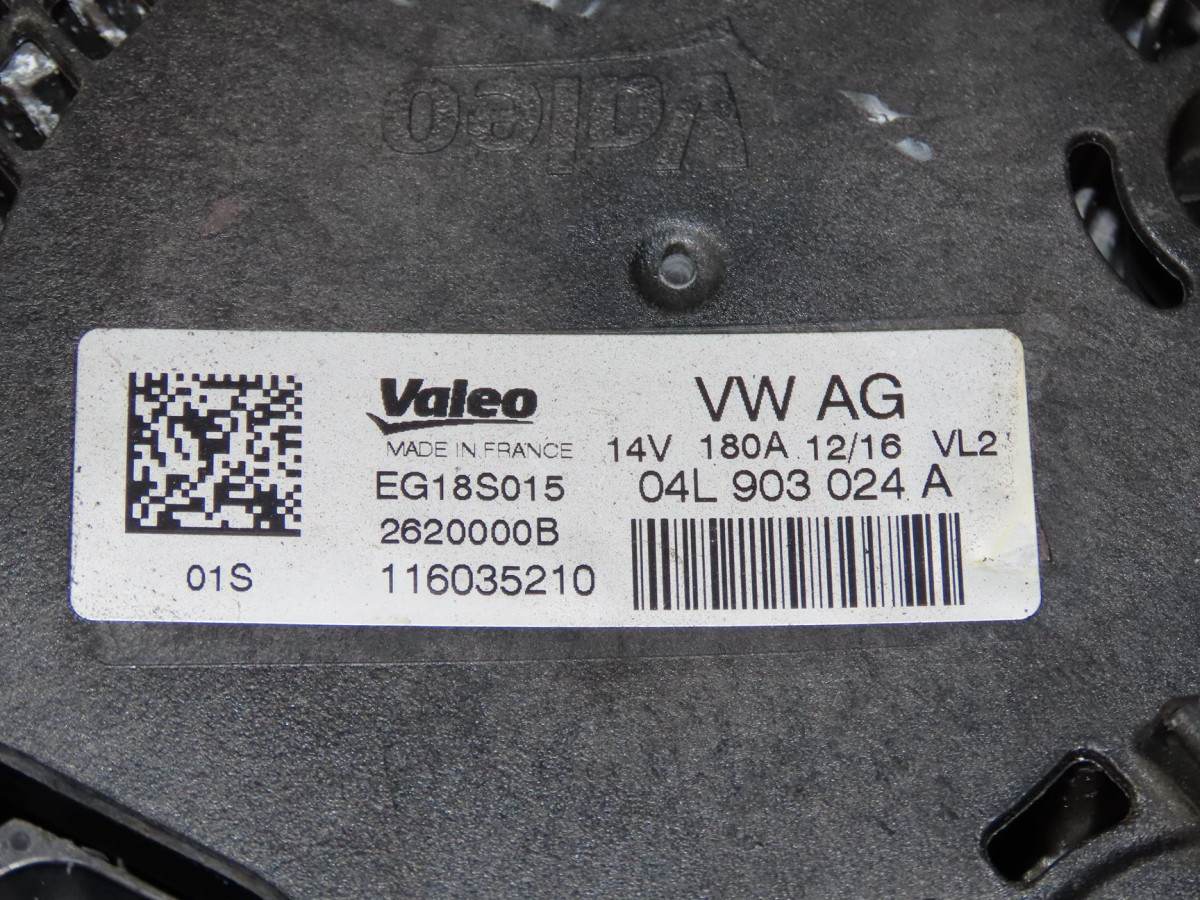 Valeo
Valeo
MADE IN FRANCE
EG18S015
2620000B
116035210
01S
VW AG
14V 180A 12/16 VL2
04L 903 024 A